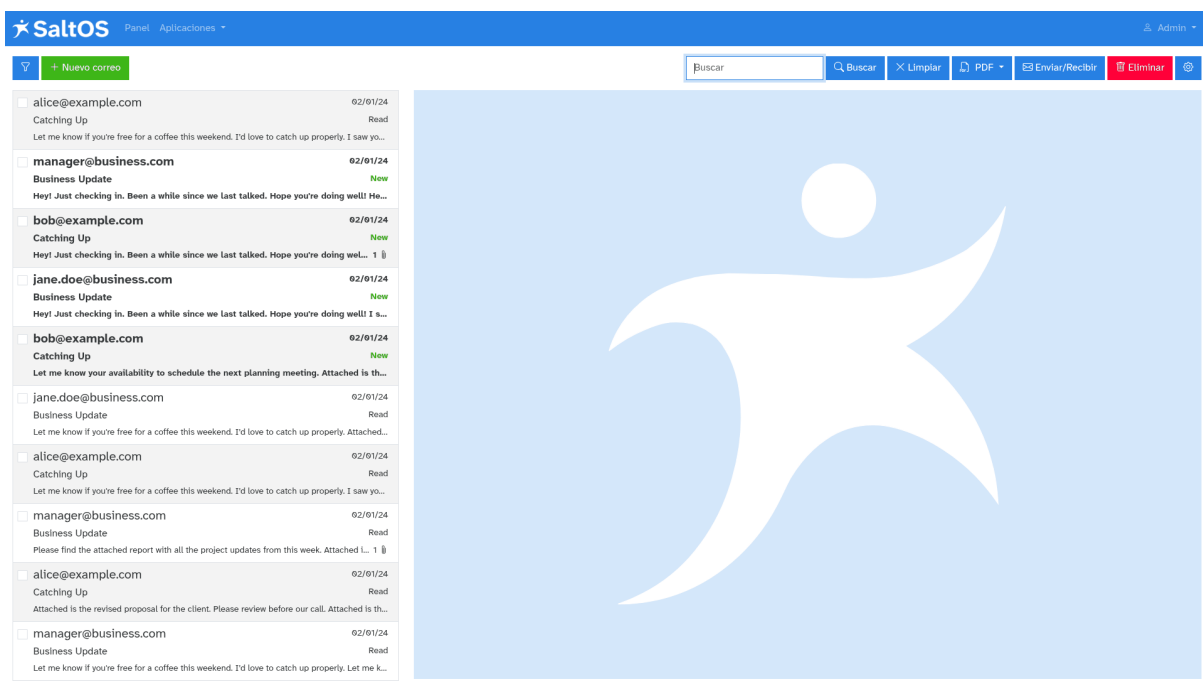 SaltOS Panel Aplicaciones Admin
+ Nuevo correo Buscar Buscar Limpiar PDF Enviar/Recibir Eliminar
alice@example.com 02/01/24
Catching Up Read
Let me know if you're free for a coffee this weekend. I'd love to catch up properly. I saw yo...
manager@business.com 02/01/24
Business Update New
Hey! Just checking in. Been a while since we last talked. Hope you're doing well! He...
bob@example.com 02/01/24
Catching Up New
Hey! Just checking in. Been a while since we last talked. Hope you're doing wel... 1
jane.doe@business.com 02/01/24
Business Update New
Hey! Just checking in. Been a while since we last talked. Hope you're doing well! I s...
bob@example.com 02/01/24
Catching Up New
Let me know your availability to schedule the next planning meeting. Attached is th...
jane.doe@business.com 02/01/24
Business Update Read
Let me know if you're free for a coffee this weekend. I'd love to catch up properly. Attached...
alice@example.com 02/01/24
Catching Up Read
Let me know if you're free for a coffee this weekend. I'd love to catch up properly. I saw yo...
manager@business.com 02/01/24
Business Update Read
Please find the attached report with all the project updates from this week. Attached i... 1
alice@example.com 02/01/24
Catching Up Read
Attached is the revised proposal for the client. Please review before our call. Attached is th...
manager@business.com 02/01/24
Business Update Read
Let me know if you're free for a coffee this weekend. I'd love to catch up properly. Let me k...